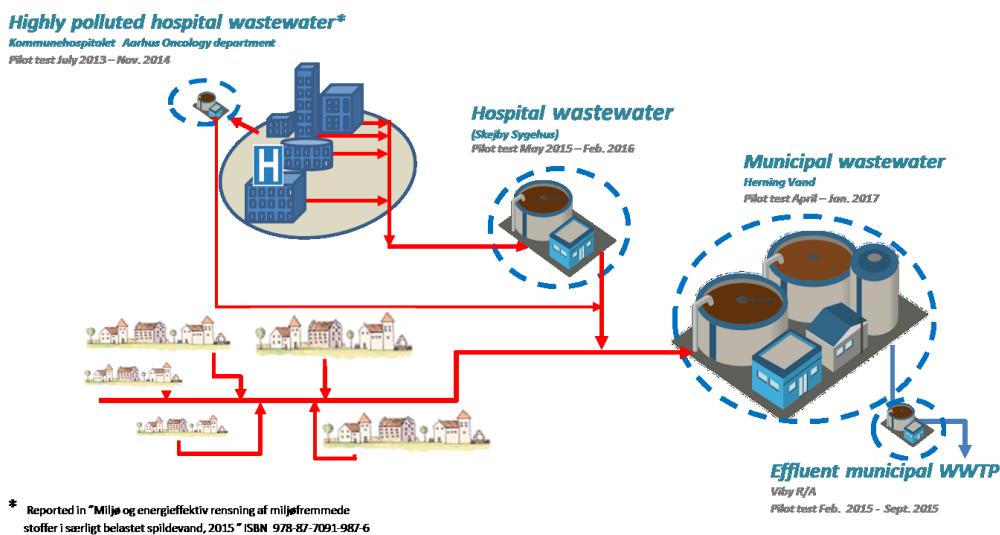 Highly polluted hospital wastewater*
Kommunehospitalet Aarhus Oncology department
Pilot test July 2013 – Nov. 2014
H
Hospital wastewater
(Skejby Sygehus)
Pilot test May 2015 – Feb. 2016
Municipal wastewater
Herning Vand
Pilot test April – Jan. 2017
Effluent municipal WWTP
Viby R/A
Pilot test Feb. 2015 - Sept. 2015
* Reported in "Miljø og energieffektiv rensning af miljøfremmede
stoffer i særligt belastet spildevand, 2015" ISBN 978-87-7091-987-6